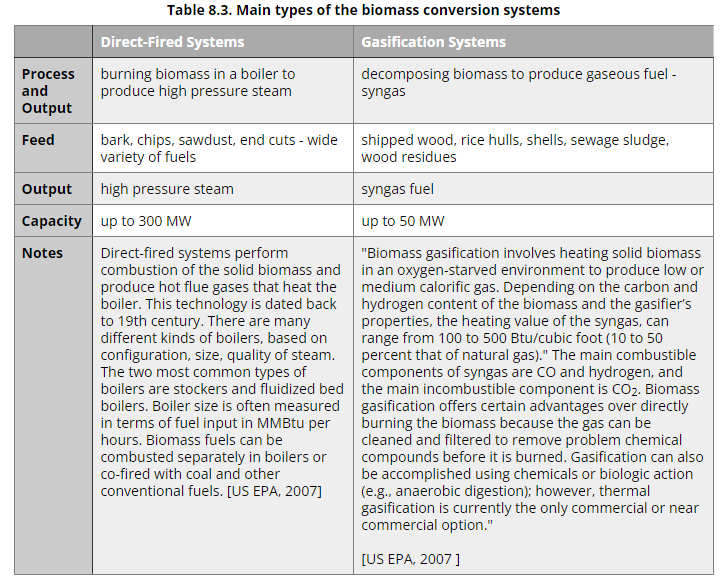 Table 8.3. Main types of the biomass conversion systems
Direct-Fired Systems
Gasification Systems
Process
and
Output
burning biomass in a boiler to
produce high pressure steam
decomposing biomass to produce gaseous fuel -
syngas
Feed
bark, chips, sawdust, end cuts - wide
variety of fuels
shipped wood, rice hulls, shells, sewage sludge,
wood residues
Output
high pressure steam
syngas fuel
Capacity
up to 300 MW
up to 50 MW
Notes
Direct-fired systems perform
combustion of the solid biomass and
produce hot flue gases that heat the
boiler. This technology is dated back
to 19th century. There are many
different kinds of boilers, based on
configuration, size, quality of steam.
The two most common types of
boilers are stockers and fluidized bed
boilers. Boiler size is often measured
in terms of fuel input in MMBtu per
hours. Biomass fuels can be
combusted separately in boilers or
co-fired with coal and other
conventional fuels. [US EPA, 2007]
"Biomass gasification involves heating solid biomass
in an oxygen-starved environment to produce low or
medium calorific gas. Depending on the carbon and
hydrogen content of the biomass and the gasifier's
properties, the heating value of the syngas, can
range from 100 to 500 Btu/cubic foot (10 to 50
percent that of natural gas)." The main combustible
components of syngas are CO and hydrogen, and
the main incombustible component is CO₂. Biomass
gasification offers certain advantages over directly
burning the biomass because the gas can be
cleaned and filtered to remove problem chemical
compounds before it is burned. Gasification can also
be accomplished using chemicals or biologic action
(e.g., anaerobic digestion); however, thermal
gasification is currently the only commercial or near
commercial option."
[US EPA, 2007 ]